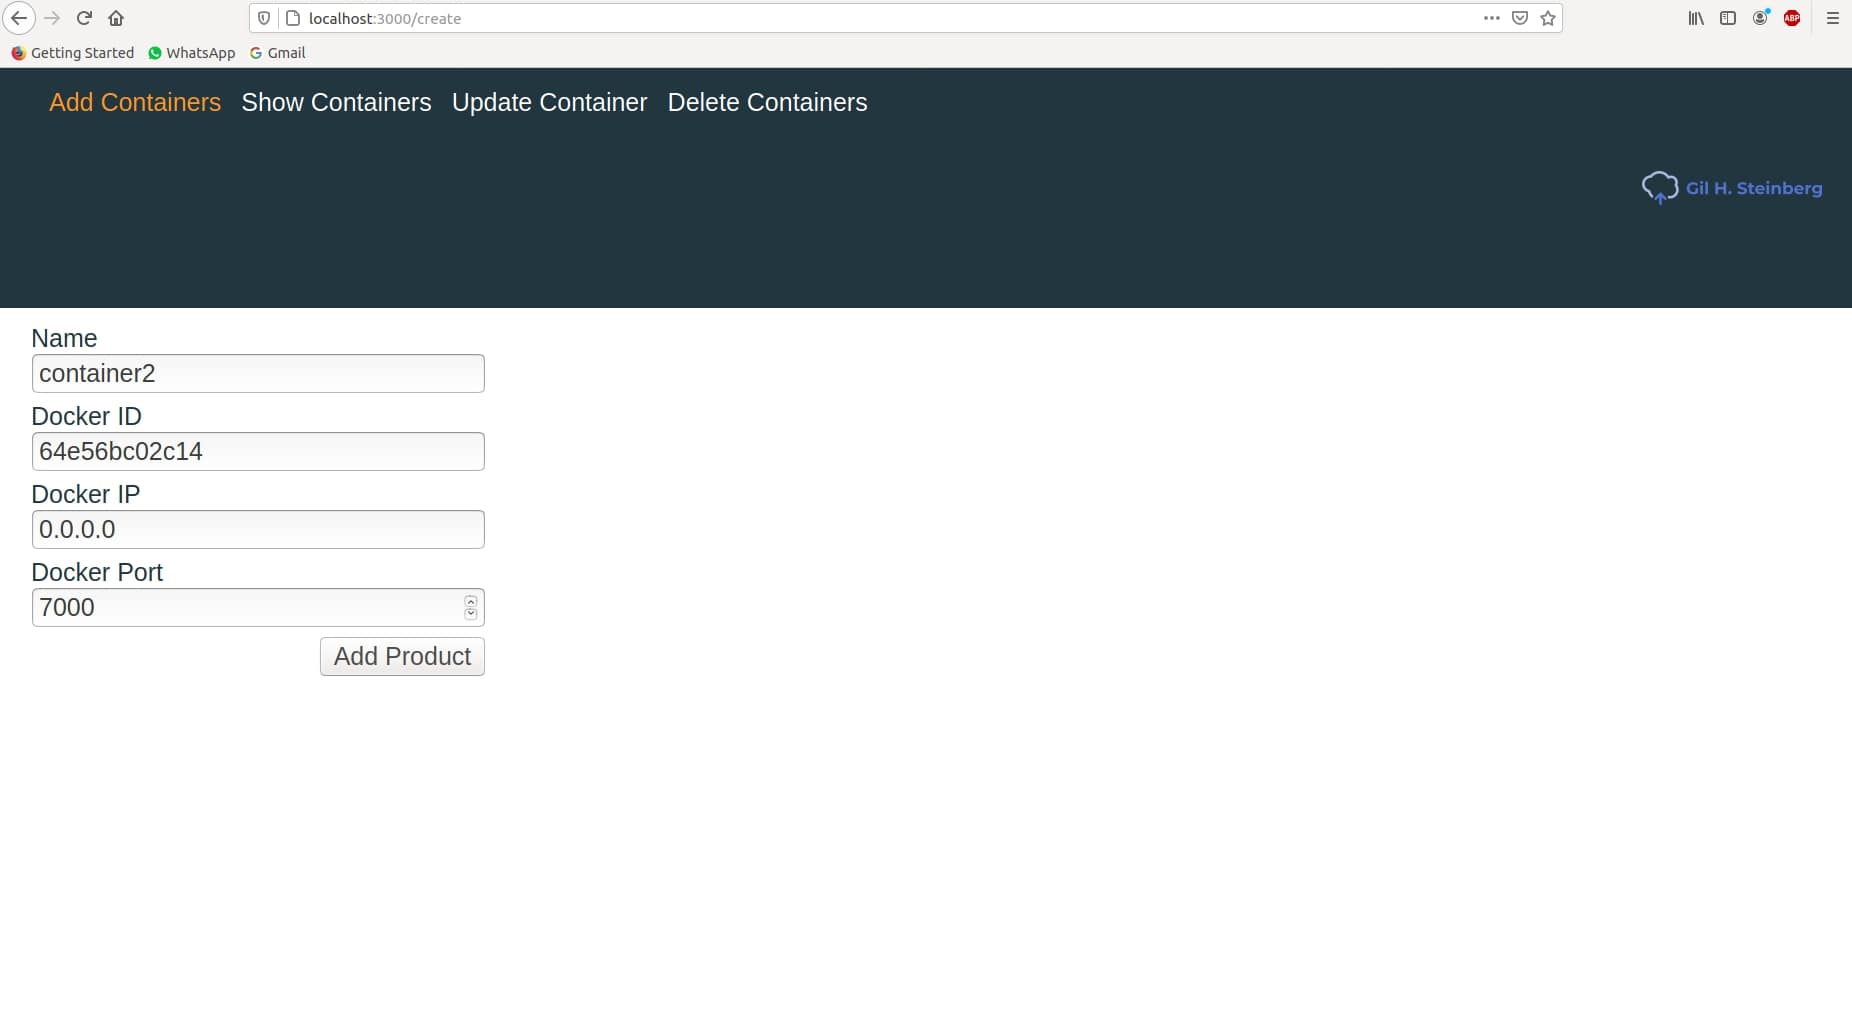 localhost:3000/create
ABP
Getting Started WhatsApp Gmail
Add Containers Show Containers Update Container Delete Containers
Gil H. Steinberg
Name
container2
Docker ID
64e56bc02c14
Docker IP
0.0.0.0
Docker Port
7000
Add Product